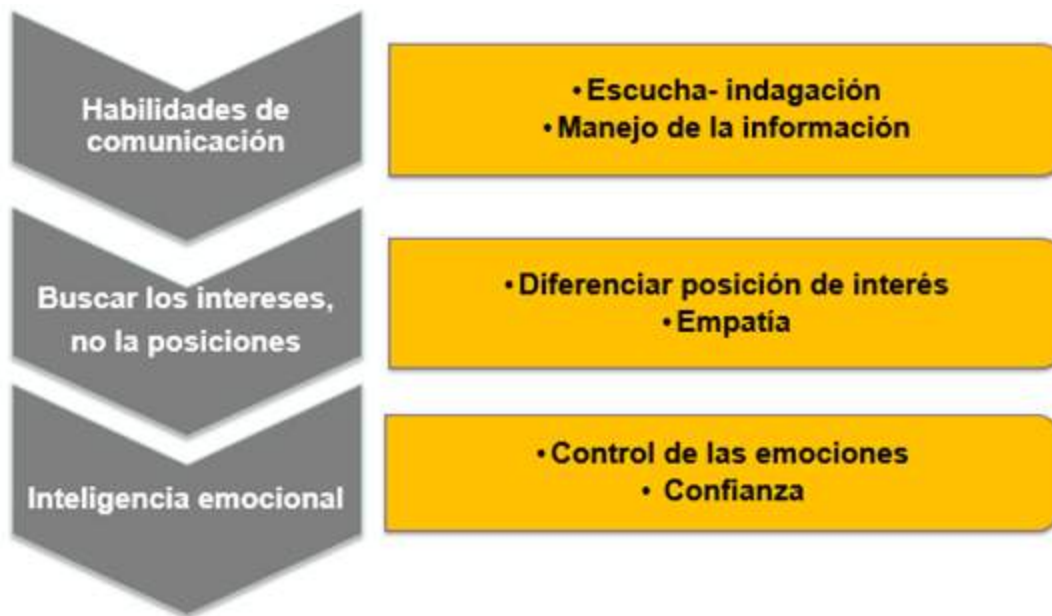 Habilidades de
comunicación
• Escucha- indagación
• Manejo de la información
Buscar los intereses,
no la posiciones
• Diferenciar posición de interés
• Empatía
Inteligencia emocional
• Control de las emociones
• Confianza